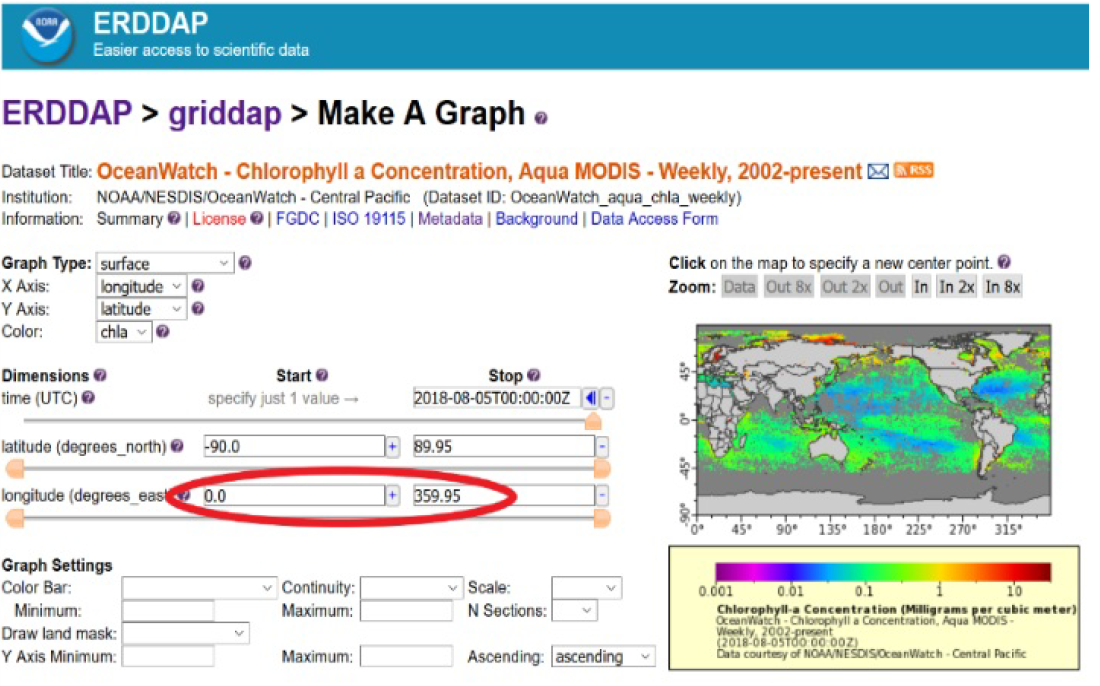 NOAA
ERDDAP
Easier access to scientific data
ERDDAP > griddap > Make A Graph ?
Dataset Title: OceanWatch - Chlorophyll a Concentration, Aqua MODIS - Weekly, 2002-present RSS
Institution: NOAA/NESDIS/OceanWatch - Central Pacific (Dataset ID: OceanWatch_aqua_chla_weekly)
Information: Summary ? | License ? | FGDC | ISO 19115 | Metadata | Background | Data Access Form
Graph Type: surface ?
X Axis: longitude ?
Y Axis: latitude ?
Color: chla ?
Dimensions ? Start ? Stop ?
time (UTC) ? specify just 1 value → 2018-08-05T00:00:00Z -
latitude (degrees_north) ? -90.0 + 89.95 -
longitude (degrees_east ? 0.0 + 359.95 -
Graph Settings
Color Bar: Continuity: Scale:
Minimum: Maximum: N Sections:
Draw land mask:
Y Axis Minimum: Maximum: Ascending: ascending
Click on the map to specify a new center point. ?
Zoom: Data Out 8x Out 2x Out In In 2x In 8x
45°
0°
-45°
-90°
0° 45° 90° 135° 180° 225° 270° 315°
0.001 0.01 0.1 1 10
Chlorophyll-a Concentration (Milligrams per cubic meter)
OceanWatch - Chlorophyll a Concentration, Aqua MODIS -
Weekly, 2002-present
(2018-08-05T00:00:00Z)
Data courtesy of NOAA/NESDIS/OceanWatch - Central Pacific